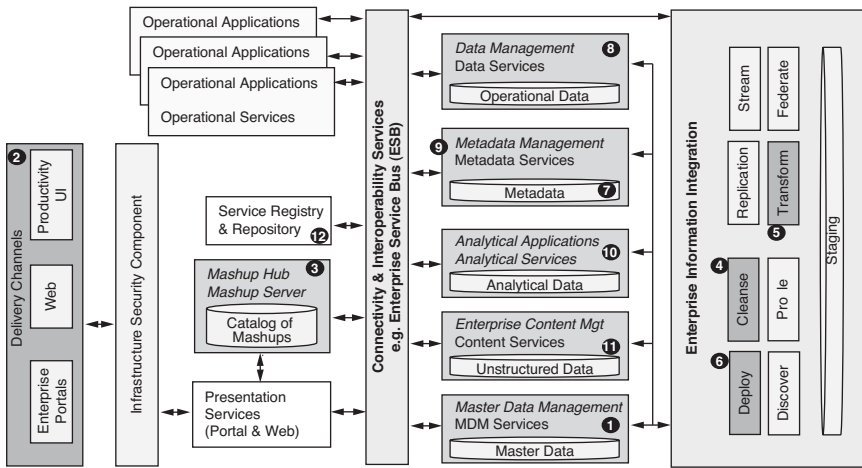 Operational Applications
Operational Applications
Operational Applications
Operational Services
2
Delivery Channels
Productivity
UI
Web
Enterprise
Portals
Infrastructure Security Component
Service Registry
& Repository 12
Mashup Hub 3
Mashup Server
Catalog of
Mashups
Presentation
Services
(Portal & Web)
Connectivity & Interoperability Services
e.g. Enterprise Service Bus (ESB)
Data Management 8
Data Services
Operational Data
9 Metadata Management
Metadata Services
Metadata 7
Analytical Applications
Analytical Services 10
Analytical Data
Enterprise Content Mgt
Content Services 11
Unstructured Data
Master Data Management
MDM Services 1
Master Data
Enterprise Information Integration
Stream
Federate
Replication
Transform
5
4
Cleanse
Pro le
6
Deploy
Discover
Staging